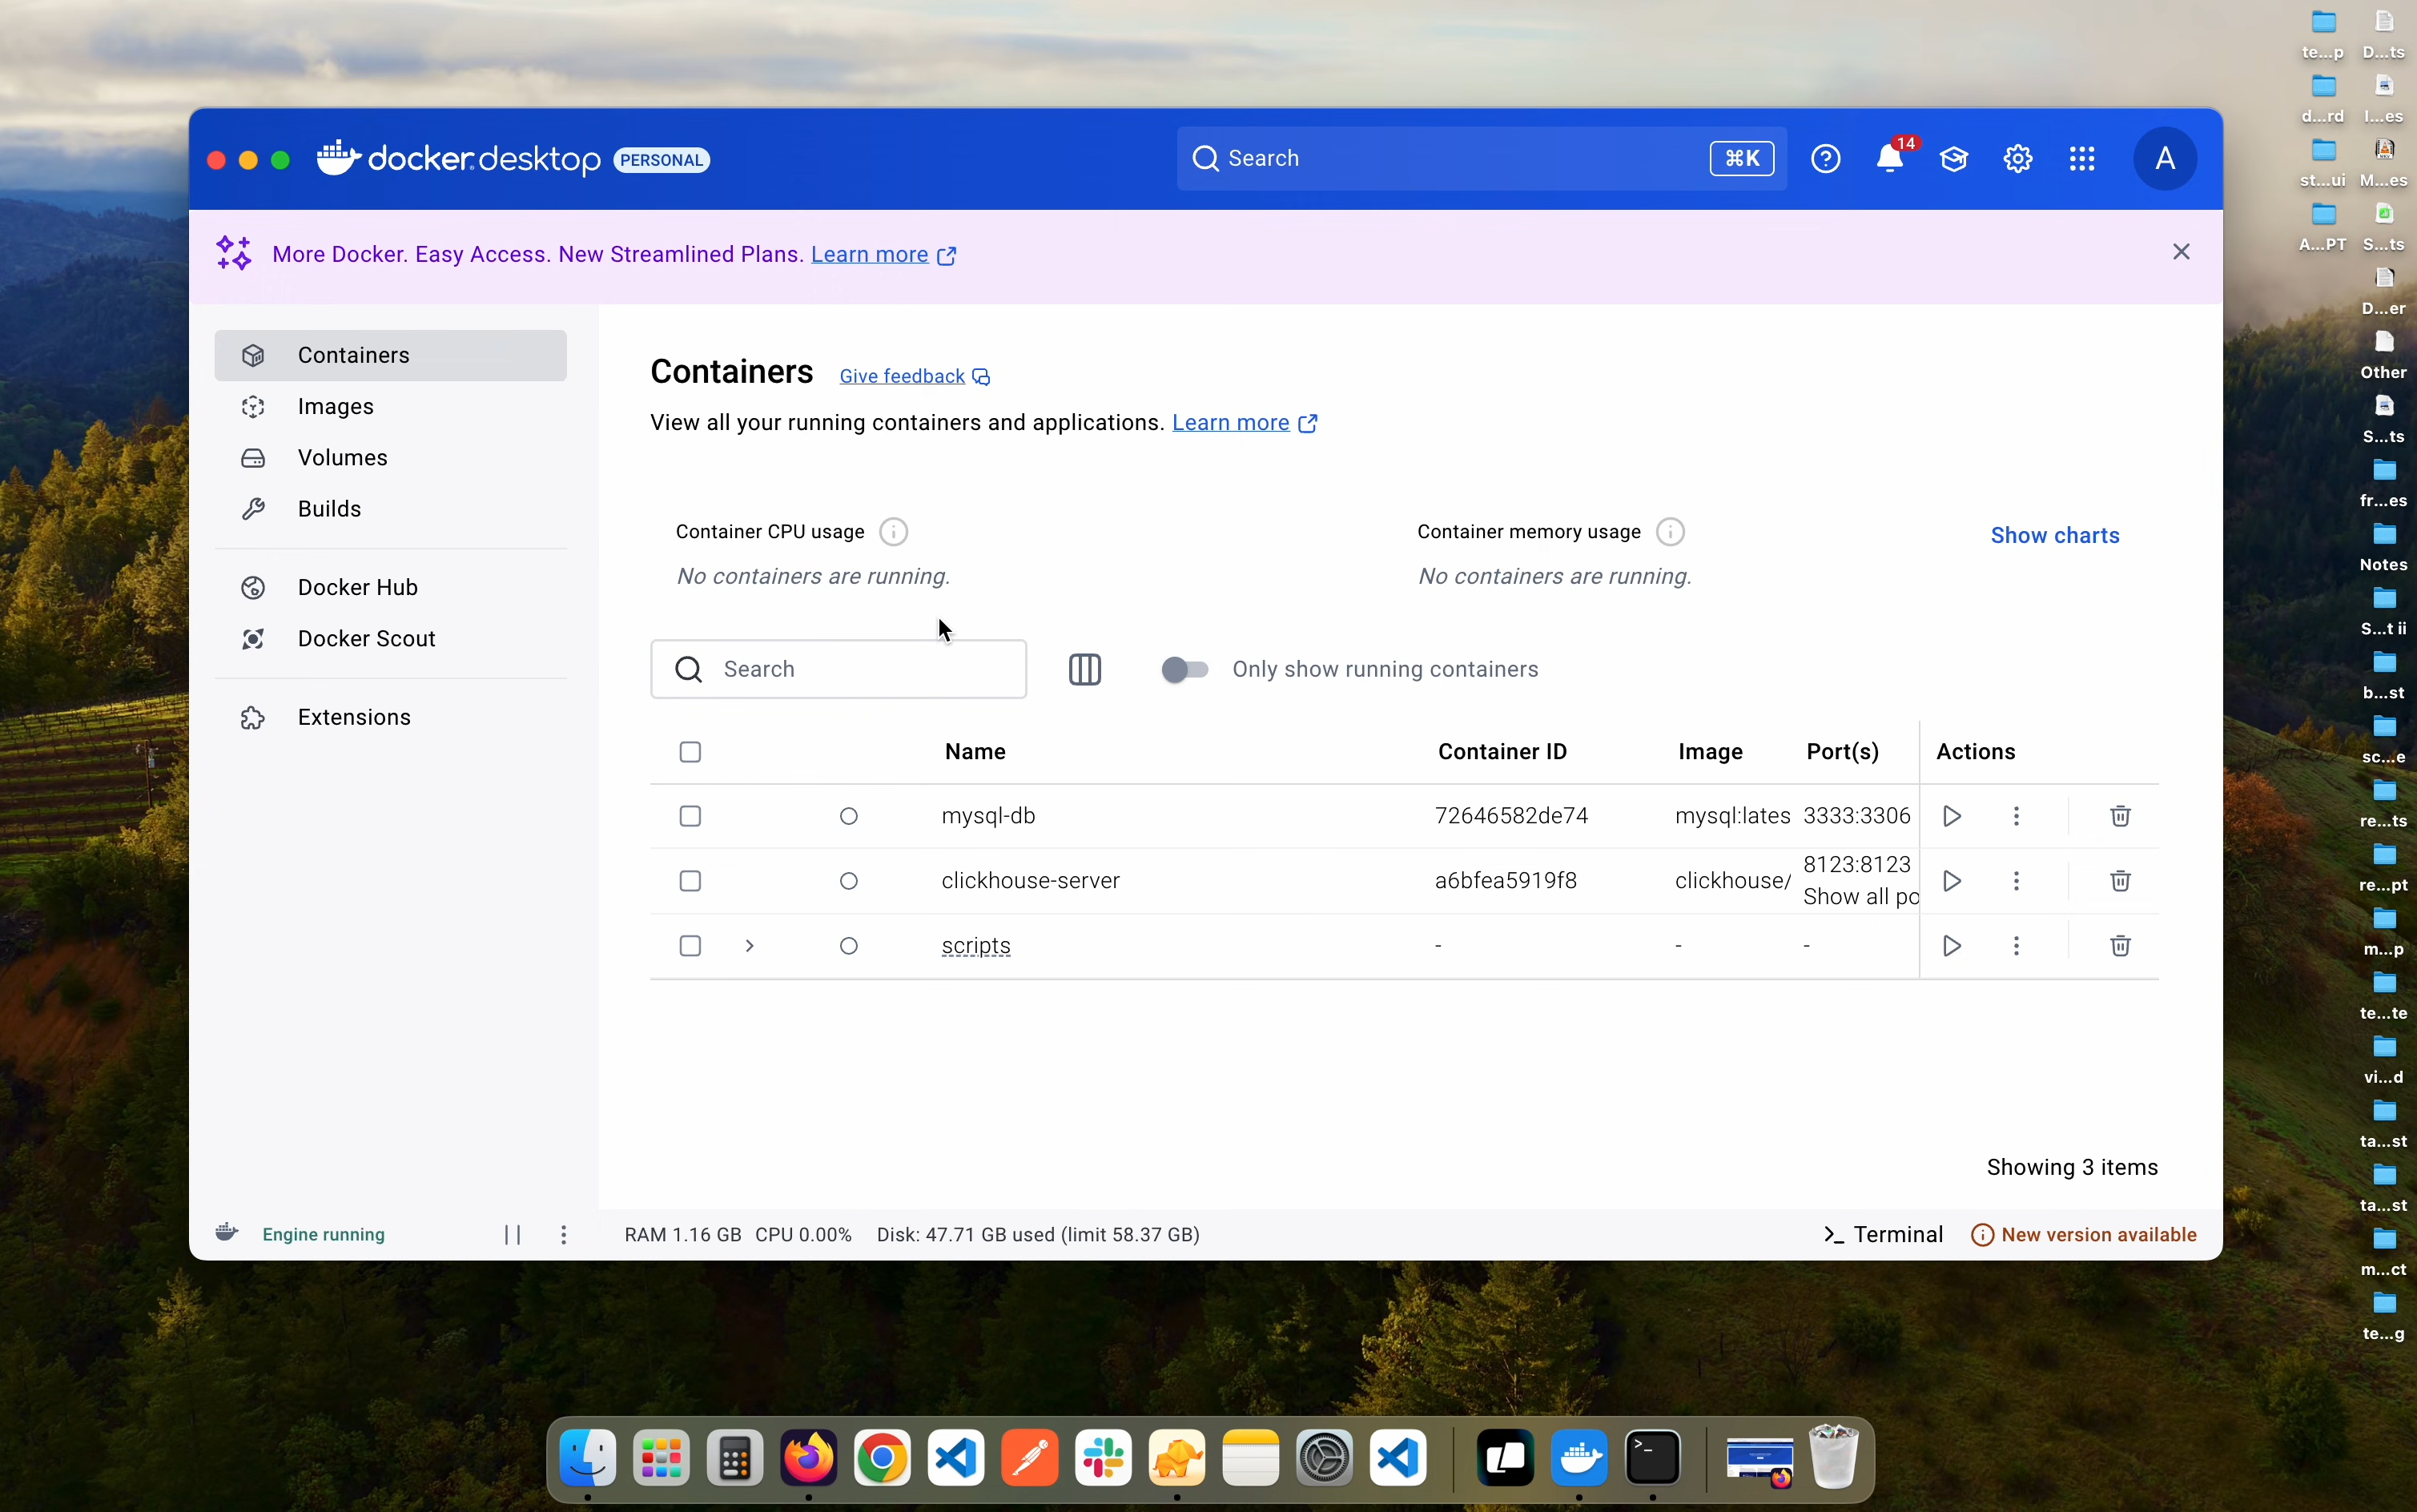 docker desktop PERSONAL
Search ⌘K
14
A
More Docker. Easy Access. New Streamlined Plans. Learn more
Containers
Images
Volumes
Builds
Docker Hub
Docker Scout
Extensions
Containers Give feedback
View all your running containers and applications. Learn more
Container CPU usage
No containers are running.
Container memory usage
No containers are running.
Show charts
Search
Only show running containers
Name Container ID Image Port(s) Actions
mysql-db 72646582de74 mysql:lates 3333:3306
clickhouse-server a6bfea5919f8 clickhouse/ 8123:8123
Show all po
scripts - - -
Showing 3 items
Engine running
RAM 1.16 GB CPU 0.00% Disk: 47.71 GB used (limit 58.37 GB)
>_ Terminal
New version available
te...p
d...rd
st...ui
A...PT
D...ts
I...es
M...es
S...ts
D...er
Other
S...ts
fr...es
Notes
S...t ii
b...st
sc...e
re...ts
re...pt
m...p
te...te
vi...d
ta...st
ta...st
m...ct
te...g